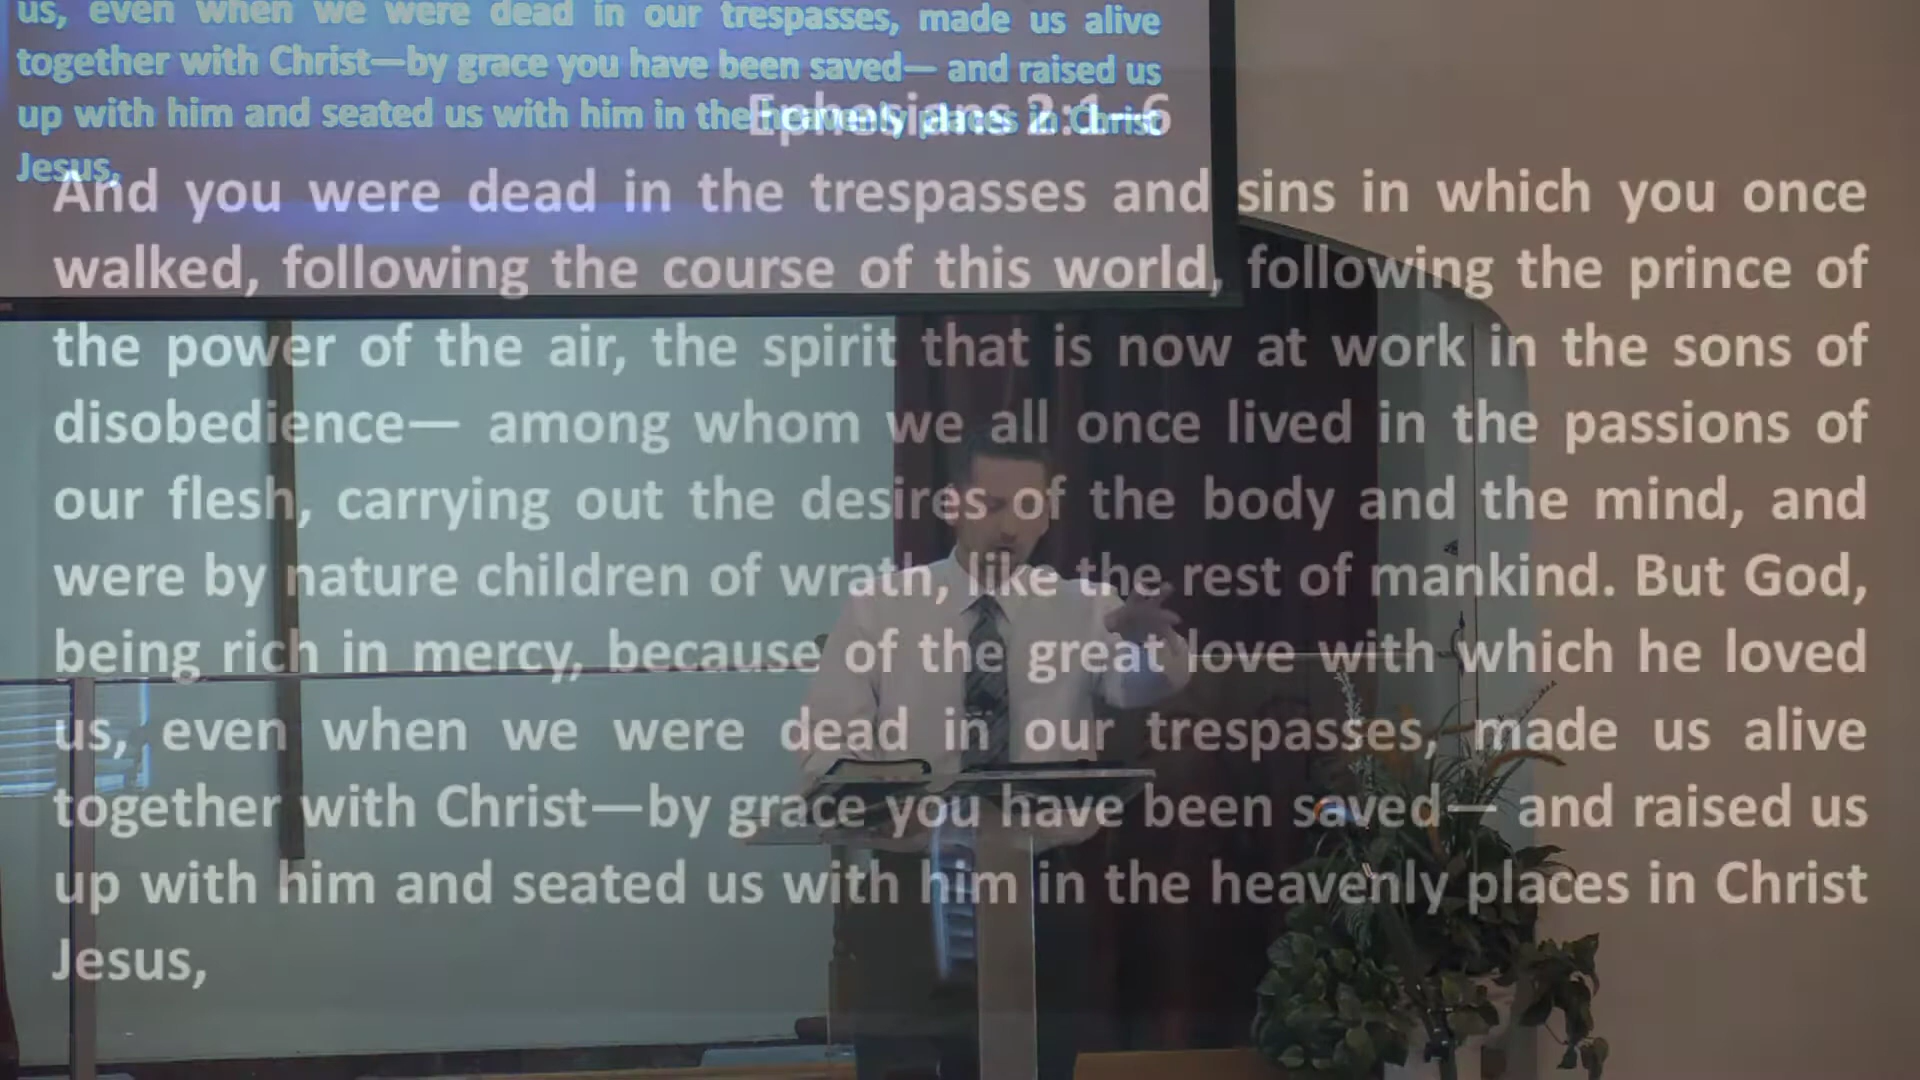 us, even when we were dead in our trespasses, made us alive
together with Christ—by grace you have been saved— and raised us
up with him and seated us with him in the heavenly places in Christ
Jesus,
Ephesians 2:1–6
And you were dead in the trespasses and sins in which you once
walked, following the course of this world, following the prince of
the power of the air, the spirit that is now at work in the sons of
disobedience— among whom we all once lived in the passions of
our flesh, carrying out the desires of the body and the mind, and
were by nature children of wrath, like the rest of mankind. But God,
being rich in mercy, because of the great love with which he loved
us, even when we were dead in our trespasses, made us alive
together with Christ—by grace you have been saved— and raised us
up with him and seated us with him in the heavenly places in Christ
Jesus,